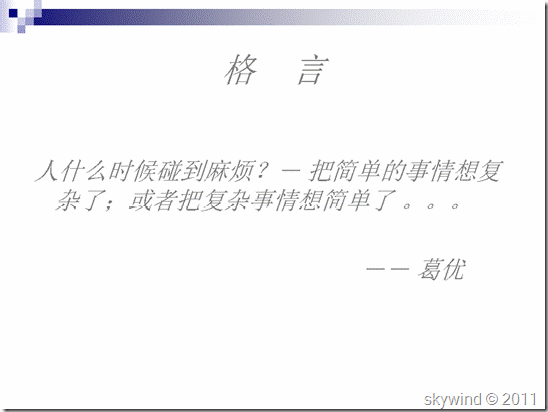 格 言
人什么时候碰到麻烦？－ 把简单的事情想复
杂了；或者把复杂事情想简单了 。。。
－－ 葛优
skywind © 2011